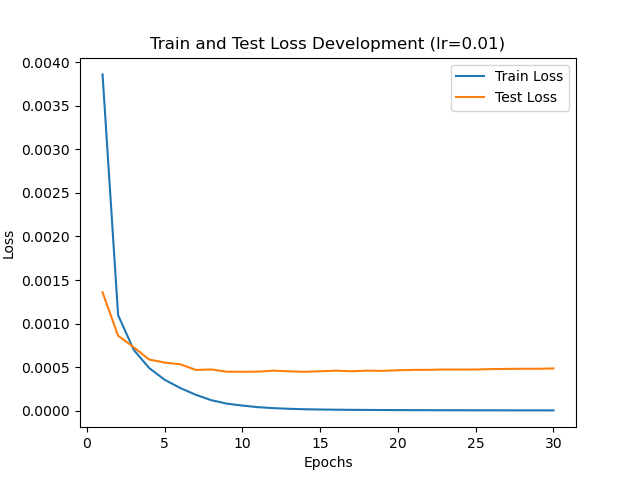 Train and Test Loss Development (lr=0.01)
0.0040
0.0035
0.0030
0.0025
0.0020
0.0015
0.0010
0.0005
0.0000
Loss
Train Loss
Test Loss
0 5 10 15 20 25 30
Epochs